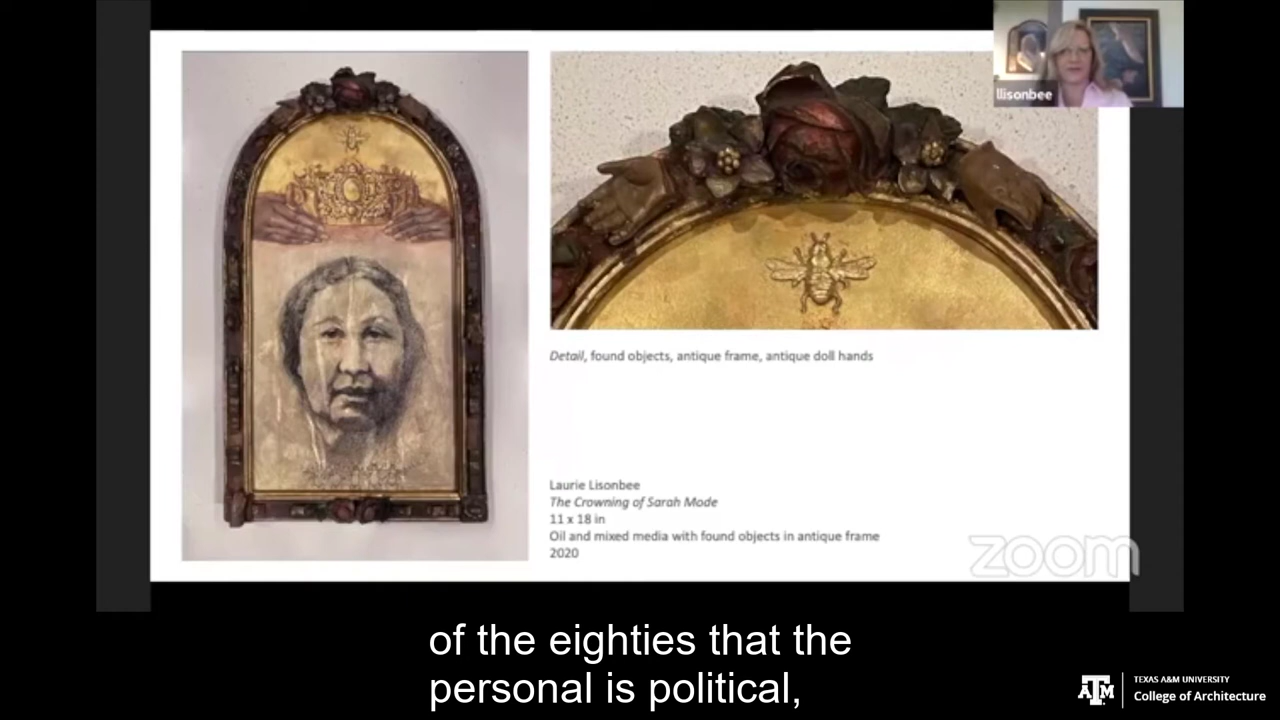 llisonbee
Detail, found objects, antique frame, antique doll hands
Laurie Lisonbee
The Crowning of Sarah Mode
11 x 18 in
Oil and mixed media with found objects in antique frame
2020
zoom
of the eighties that the
personal is political,
ATM
TEXAS A&M UNIVERSITY
College of Architecture